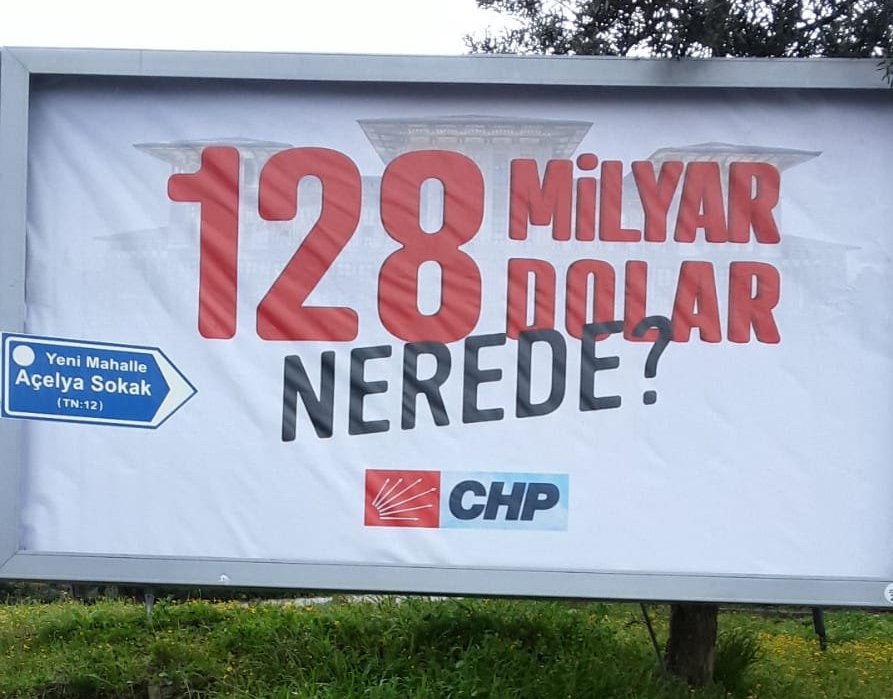 128 MİLYAR
DOLAR
NEREDE?
Yeni Mahalle
Açelya Sokak
(TN:12)
CHP